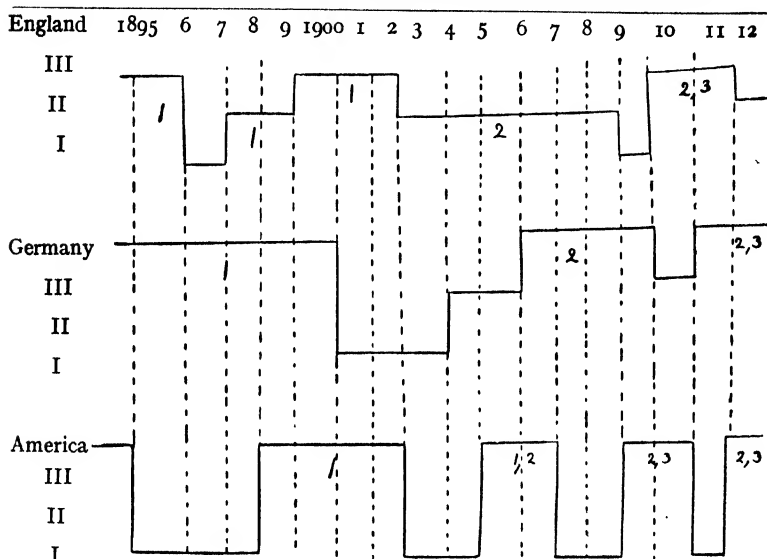 England 1895 6 7 8 9 1900 1 2 3 4 5 6 7 8 9 10 11 12
III
II
I
1 1 1 2 2,3
Germany
III
II
I
1 2 2,3
America
III
II
I
1 1,2 2,3 2,3